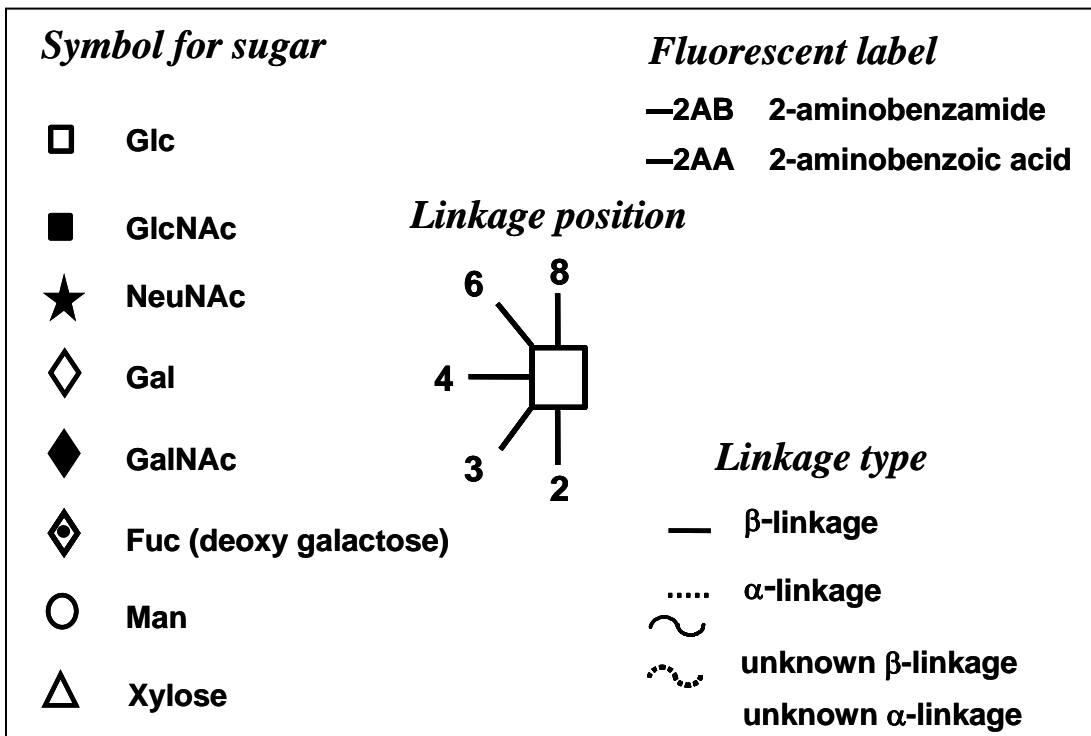 Symbol for sugar
Glc
GlcNAc
NeuNAc
Gal
GalNAc
Fuc (deoxy galactose)
Man
Xylose
Fluorescent label
—2AB 2-aminobenzamide
—2AA 2-aminobenzoic acid
Linkage position
8
6
4
3
2
Linkage type
β-linkage
α-linkage
unknown β-linkage
unknown α-linkage